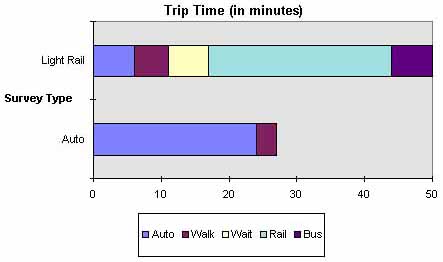 Trip Time (in minutes)
Light Rail
Survey Type
Auto
0 10 20 30 40 50
Auto Walk Wait Rail Bus